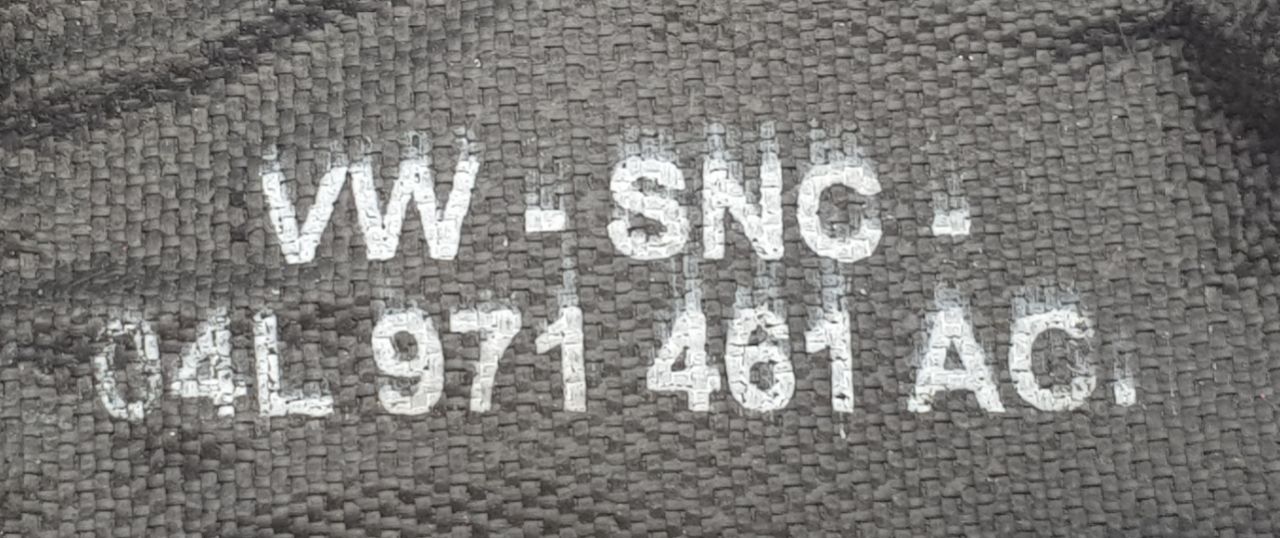 VW - SNC -
04L 971 461 AC.